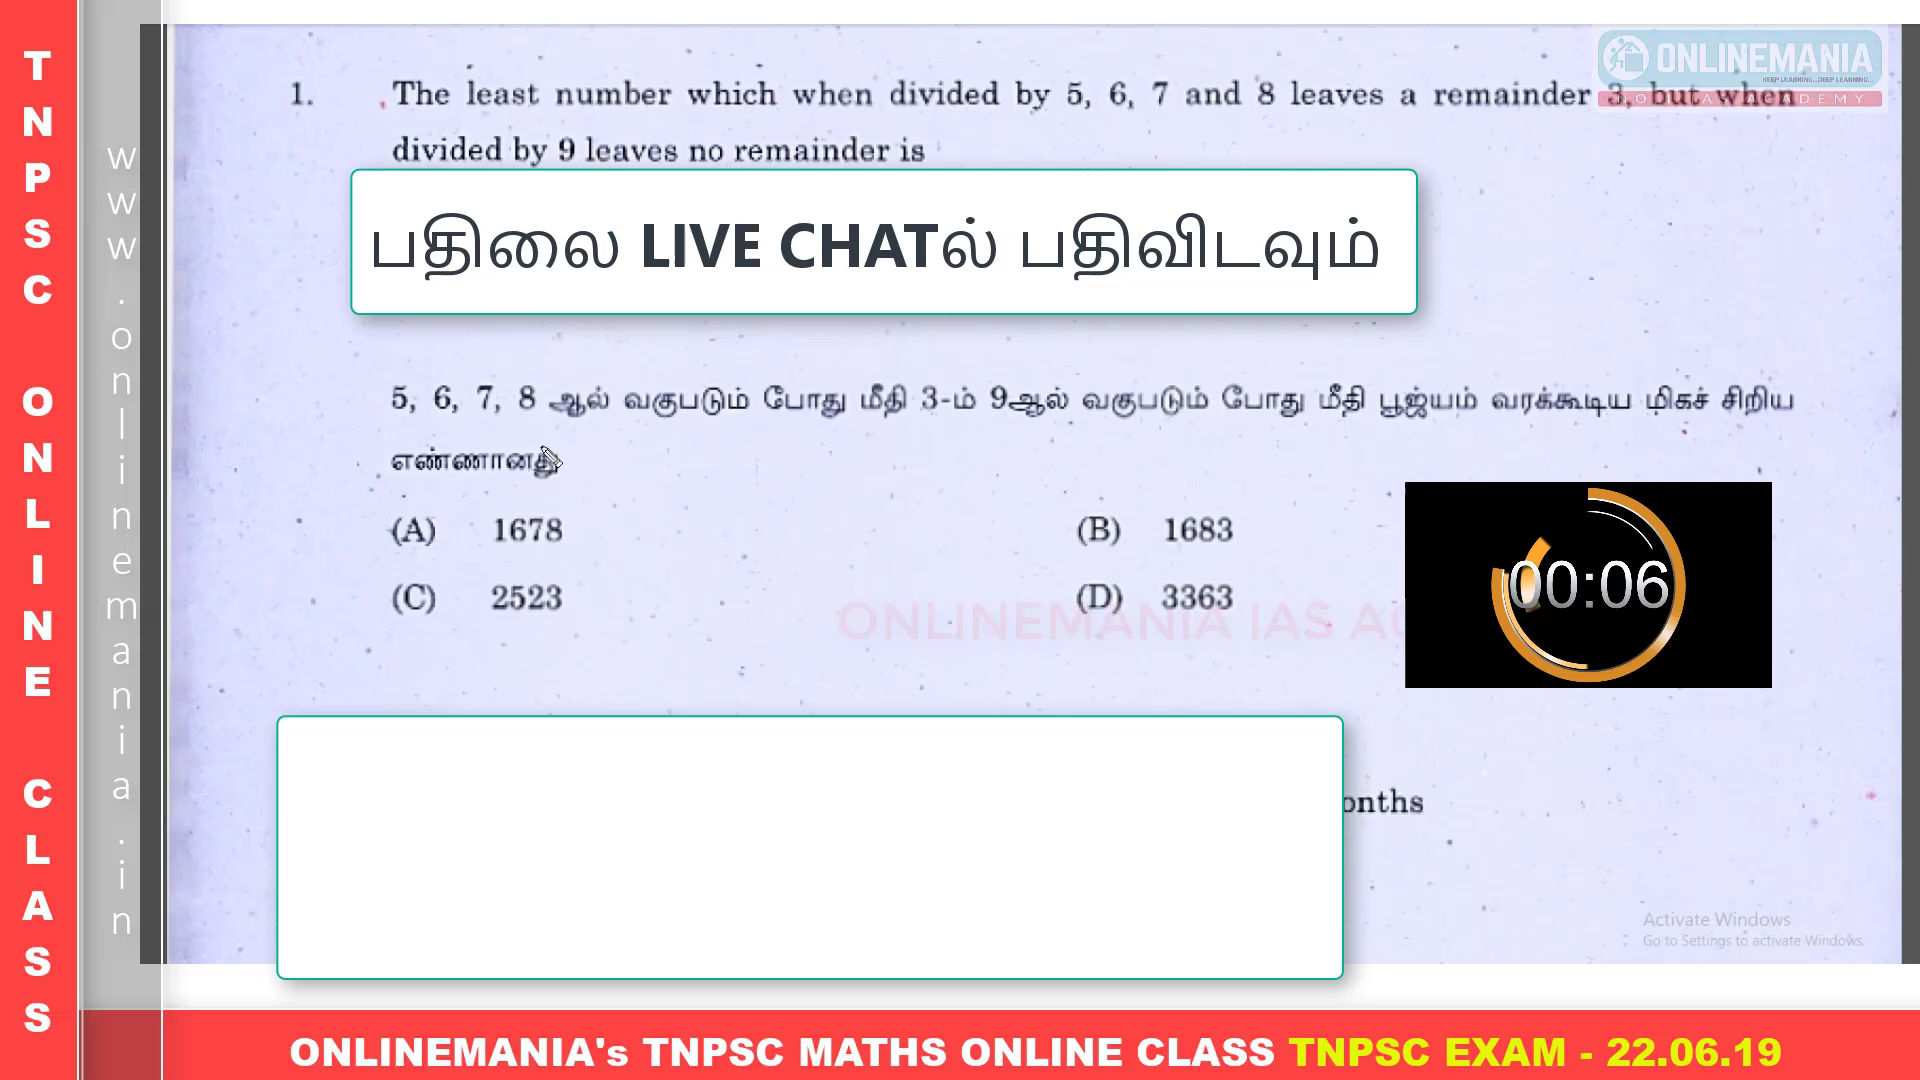 TNPSC ONLINE CLASS
www.onlinemania.in
ONLINEMANIA
KEEP LEARNING...DEEP LEARNING...
1. The least number which when divided by 5, 6, 7 and 8 leaves a remainder 3, but when
divided by 9 leaves no remainder is
பதிலை LIVE CHATல் பதிவிடவும்
5, 6, 7, 8 ஆல் வகுபடும் போது மீதி 3-ம் 9ஆல் வகுபடும் போது மீதி பூஜ்யம் வரக்கூடிய மிகச் சிறிய
எண்ணானது
(A) 1678 (B) 1683
(C) 2523 (D) 3363
00:06
ONLINEMANIA IAS
onths
Activate Windows
Go to Settings to activate Windows.
ONLINEMANIA's TNPSC MATHS ONLINE CLASS TNPSC EXAM - 22.06.19